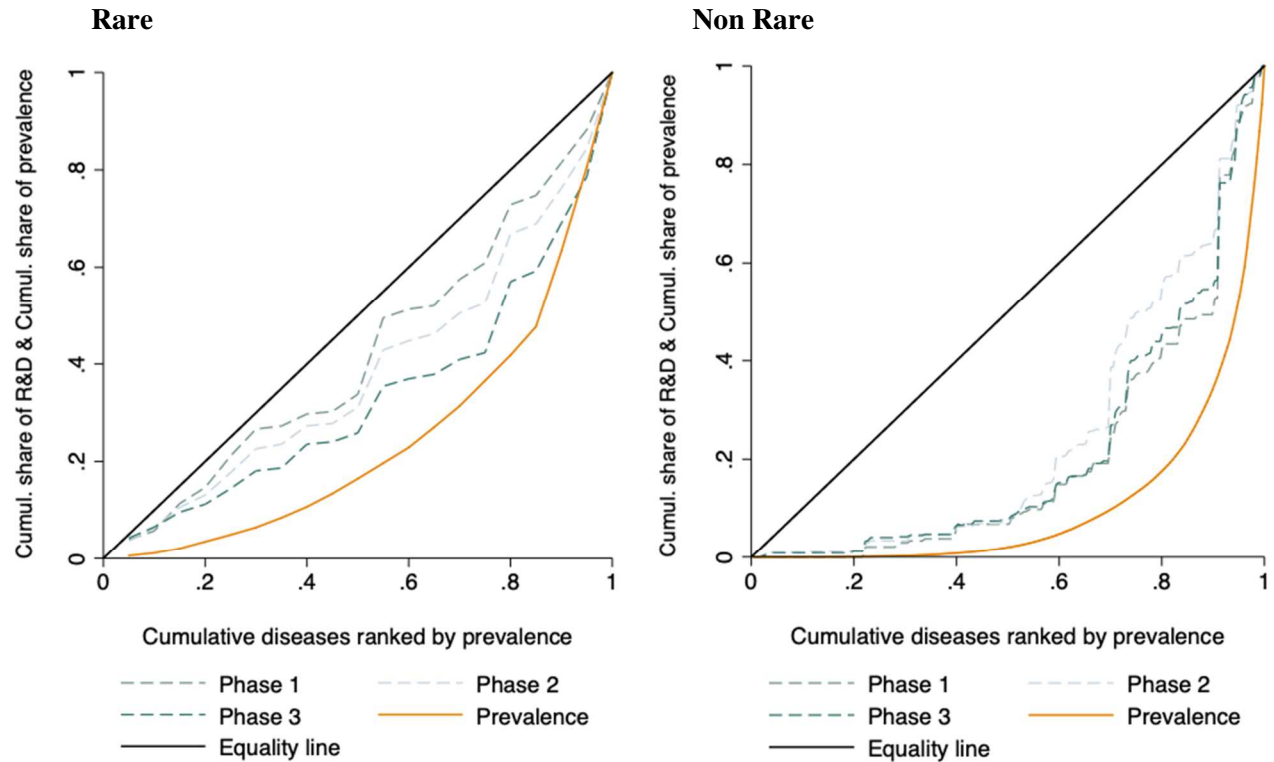 Rare
Cumul. share of R&D & Cumul. share of prevalence
1
.8
.6
.4
.2
0
0 .2 .4 .6 .8 1
Cumulative diseases ranked by prevalence
Phase 1 Phase 2
Phase 3 Prevalence
Equality line
Non Rare
Cumul. share of R&D & Cumul. share of prevalence
1
.8
.6
.4
.2
0
0 .2 .4 .6 .8 1
Cumulative diseases ranked by prevalence
Phase 1 Phase 2
Phase 3 Prevalence
Equality line